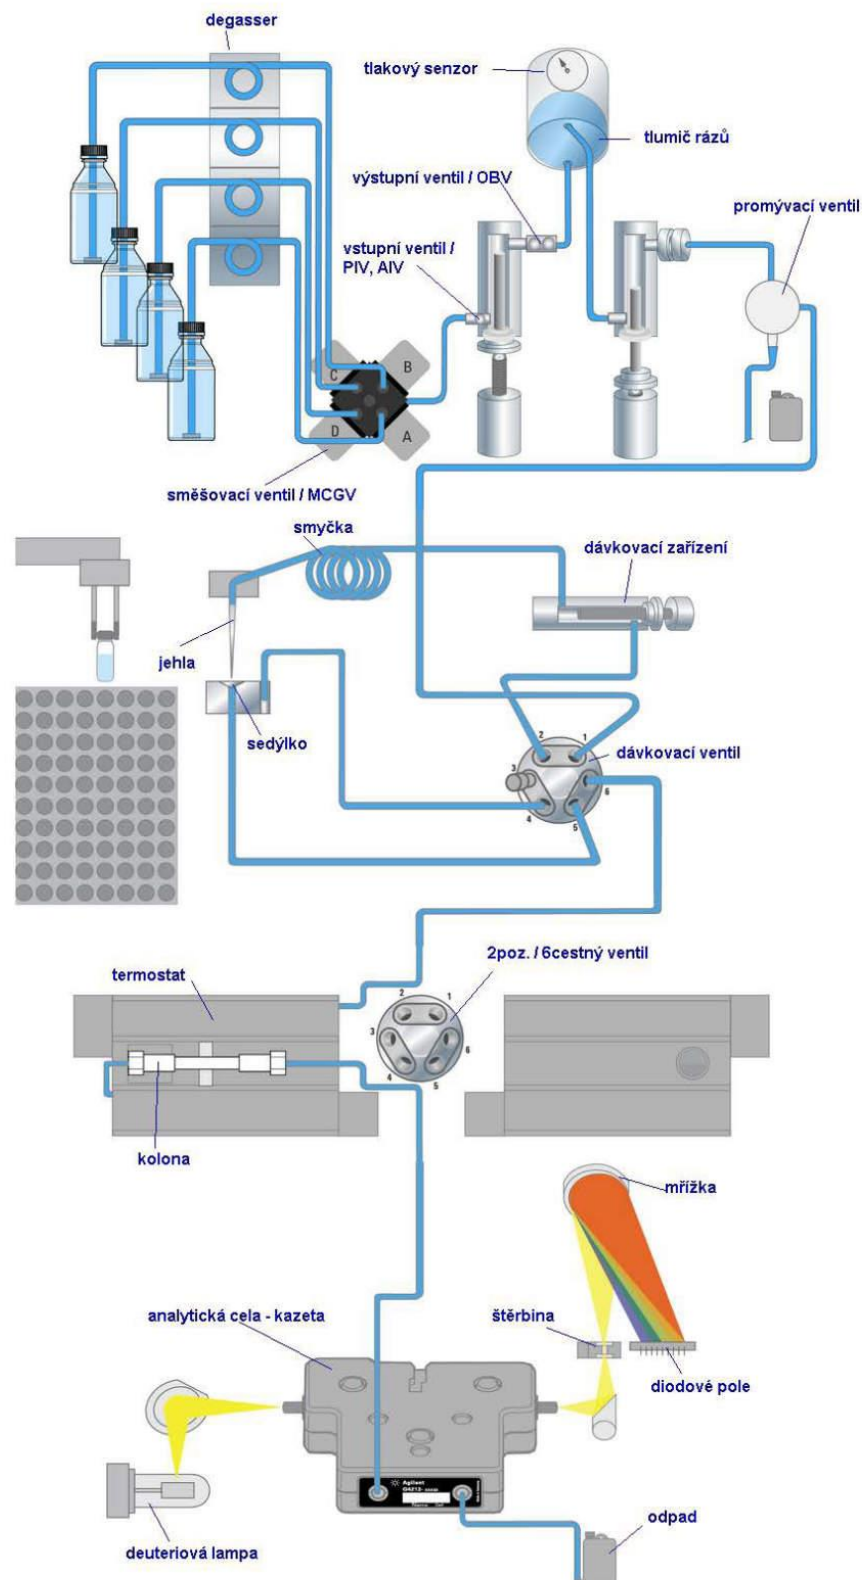 degasser
tlakový senzor
tlumič rázů
výstupní ventil / OBV
promývací ventil
vstupní ventil /
PIV, AIV
C
B
D
A
směšovací ventil / MCGV
smyčka
dávkovací zařízení
jehla
sedýlko
2
1
dávkovací ventil
3
6
4
5
2poz. / 6cestný ventil
termostat
2
1
3
6
4
5
kolona
mřížka
analytická cela - kazeta
štěrbina
diodové pole
Agilent
odpad
deuteriová lampa